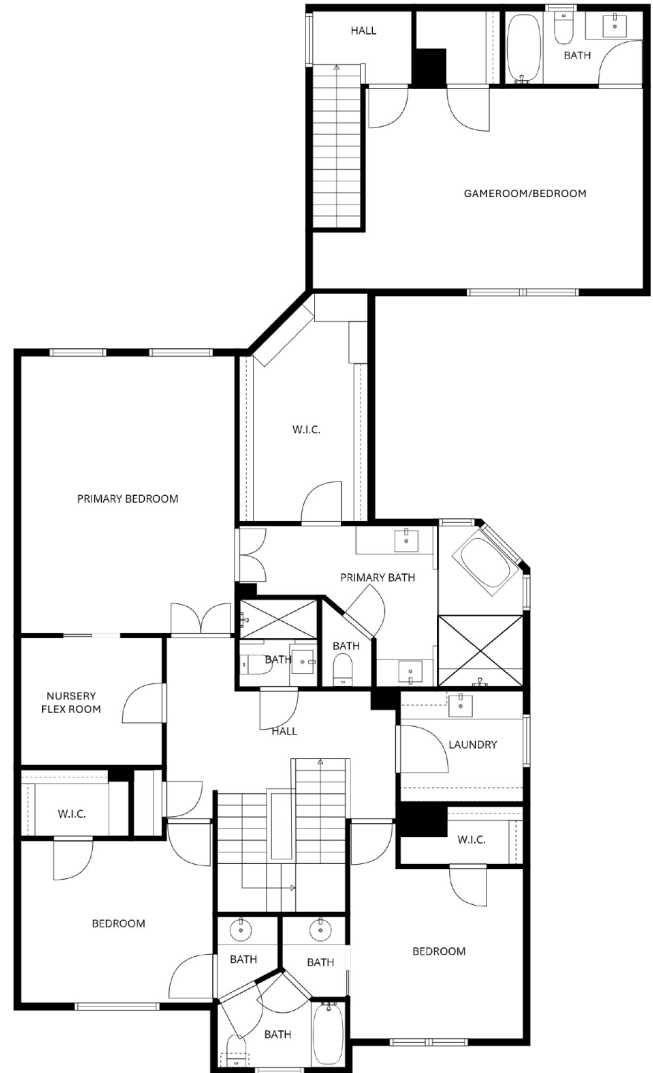 HALL
BATH
GAMEROOM/BEDROOM
W.I.C.
PRIMARY BEDROOM
PRIMARY BATH
BATH
BATH
NURSERY
FLEX ROOM
HALL
LAUNDRY
W.I.C.
W.I.C.
BEDROOM
BEDROOM
BATH
BATH
BATH